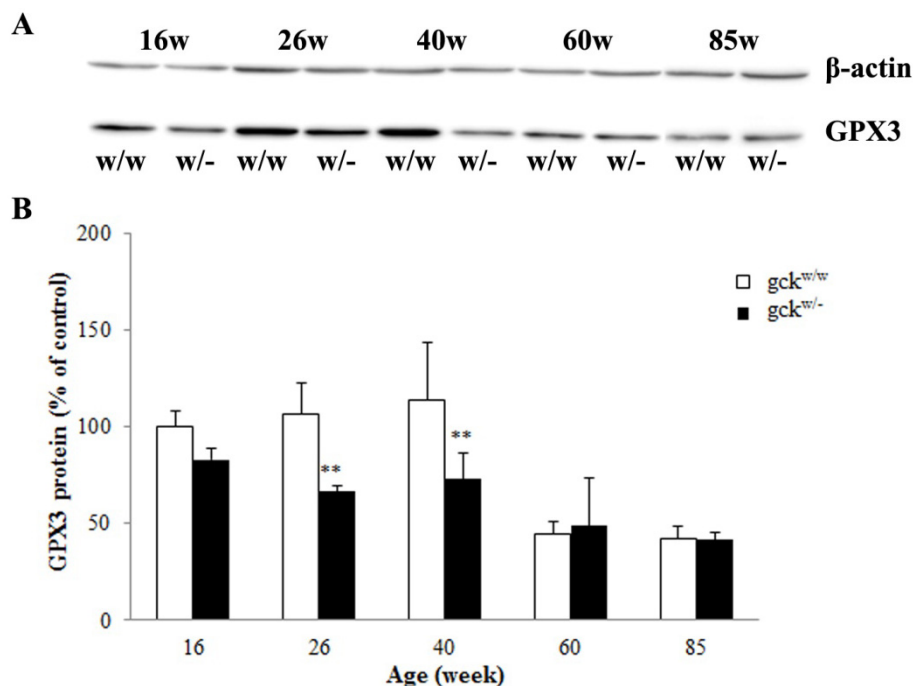 A
16w 26w 40w 60w 85w
β-actin
GPX3
w/w w/- w/w w/- w/w w/- w/w w/- w/w w/-
B
200
gck^w/w
gck^w/-
150
100
50
0
** **
GPX3 protein (% of control)
16 26 40 60 85
Age (week)